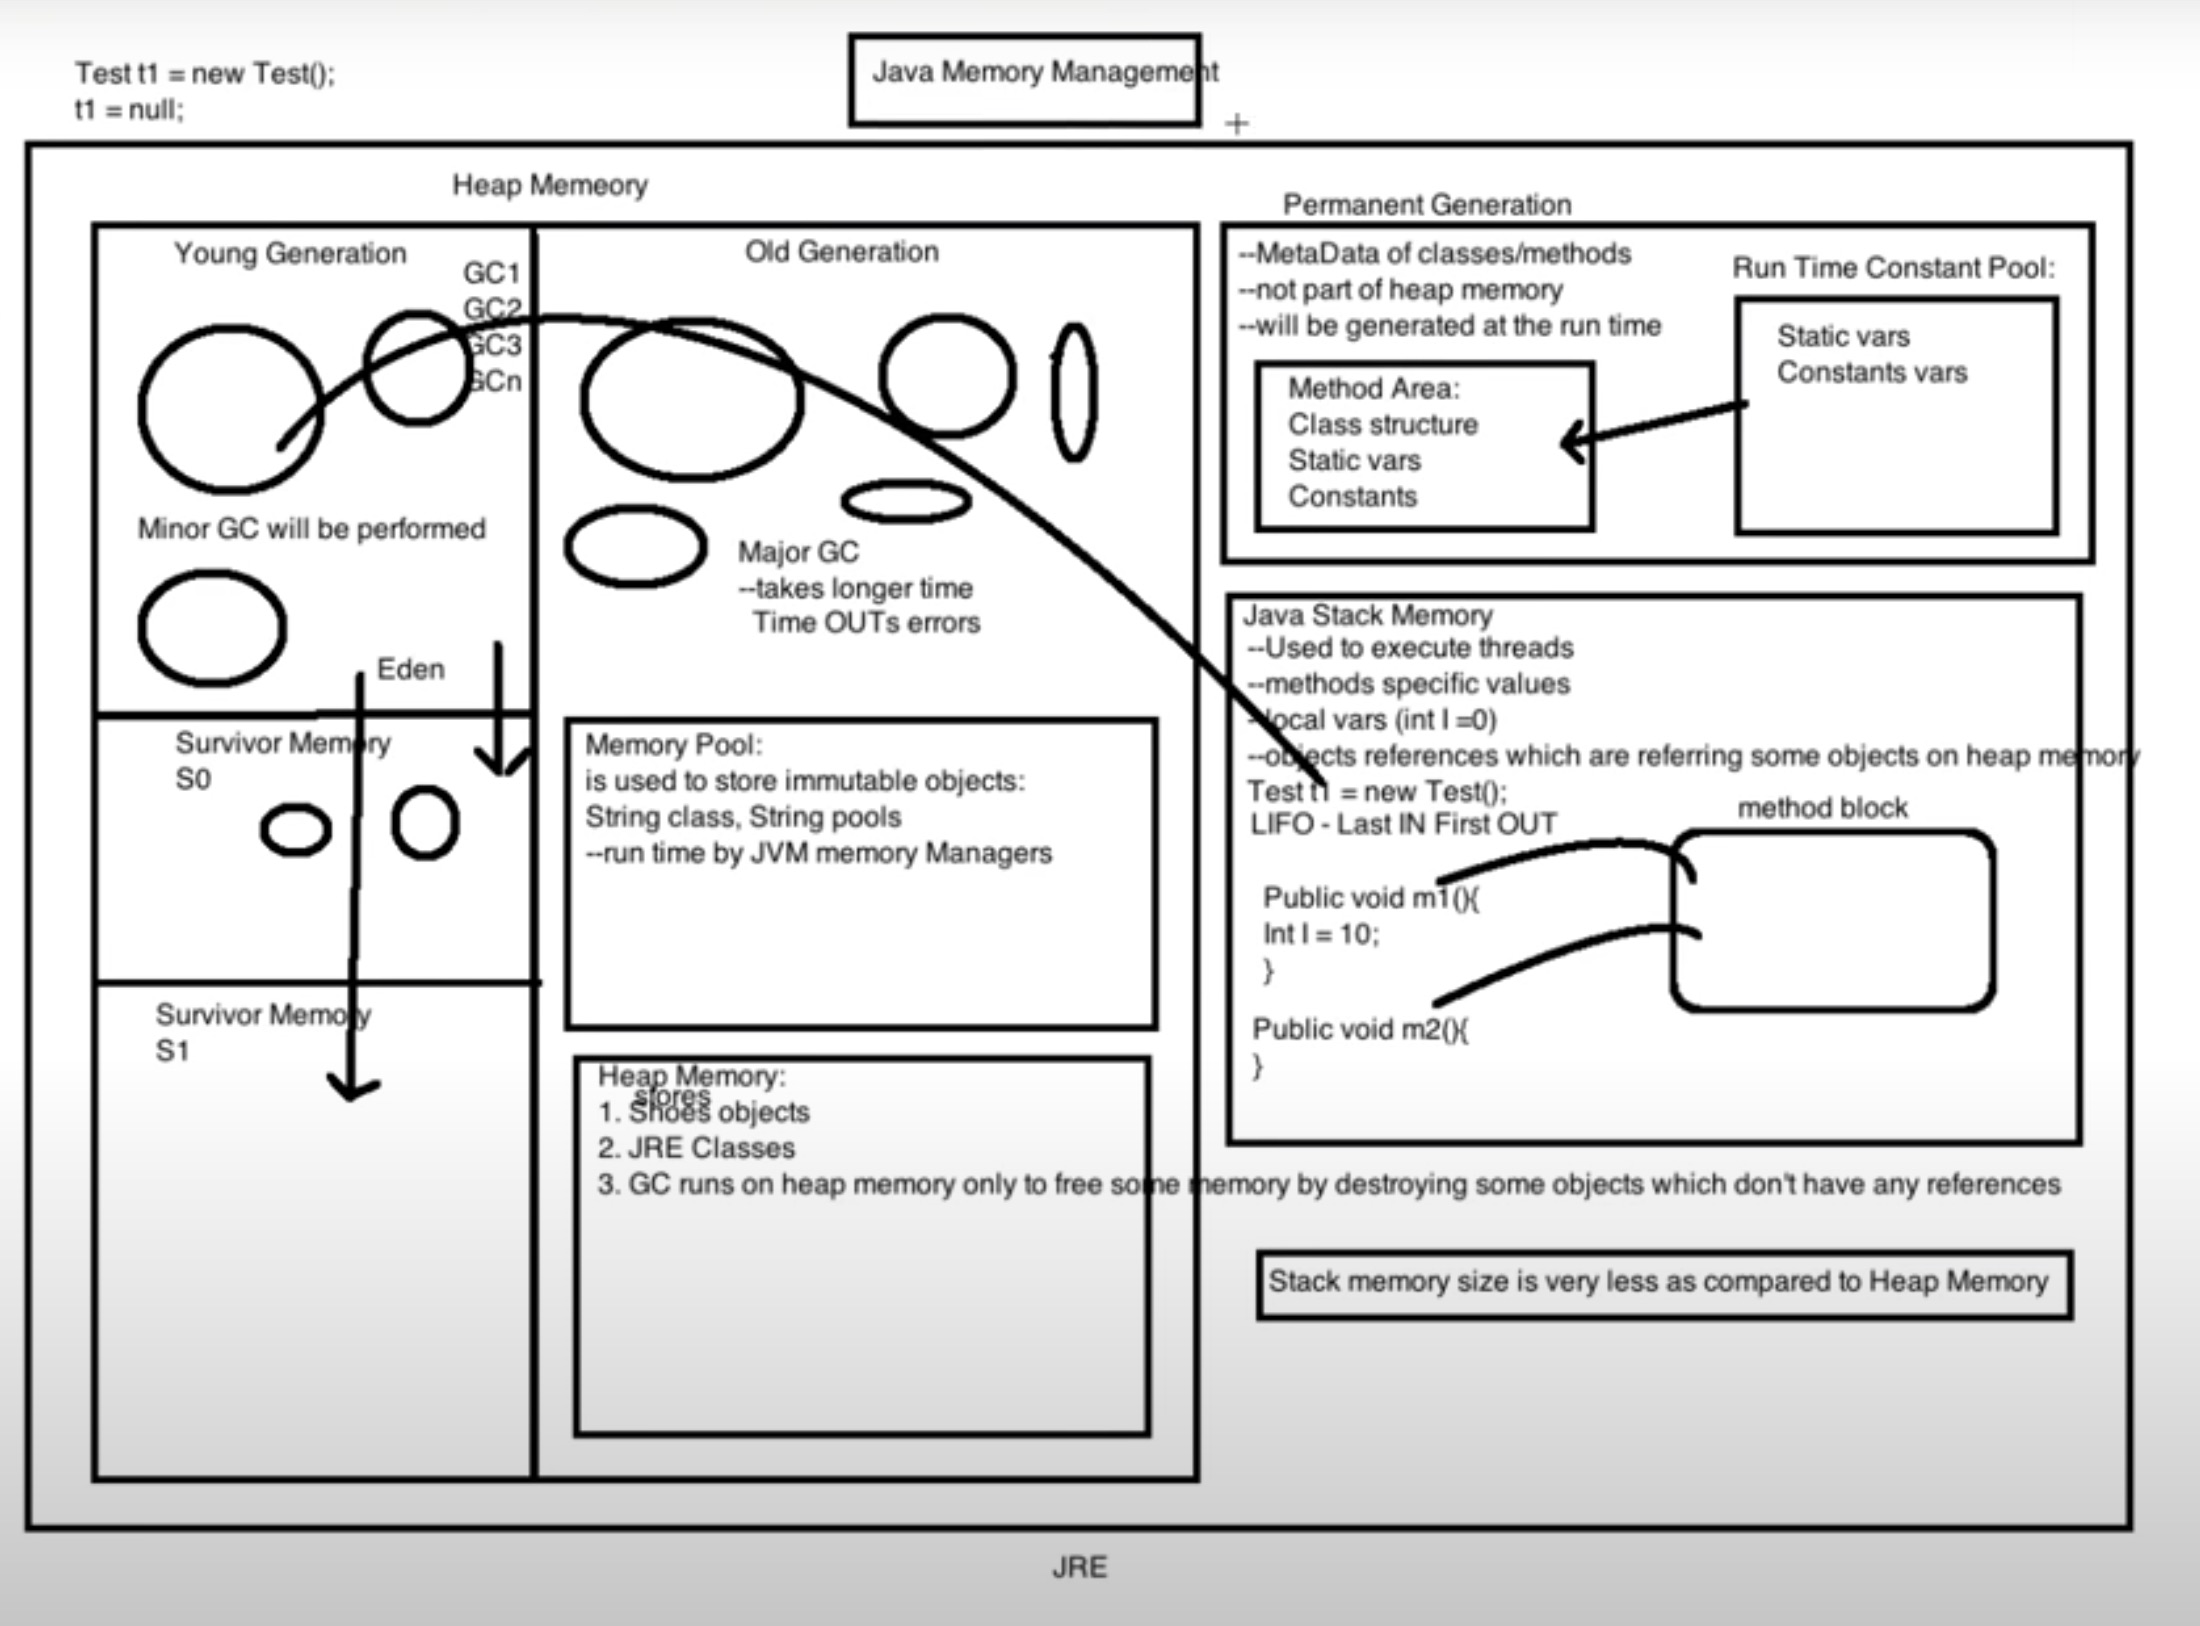 Test t1 = new Test();
t1 = null;
Java Memory Management
Heap Memeory
Young Generation
GC1
GC2
GC3
GCn
Minor GC will be performed
Eden
Survivor Memory
S0
Survivor Memory
S1
Old Generation
Major GC
--takes longer time
Time OUTs errors
Memory Pool:
is used to store immutable objects:
String class, String pools
--run time by JVM memory Managers
Heap Memory:
stores
1. Shoes objects
2. JRE Classes
3. GC runs on heap memory only to free some memory by destroying some objects which don't have any references
Permanent Generation
--MetaData of classes/methods
--not part of heap memory
--will be generated at the run time
Method Area:
Class structure
Static vars
Constants
Run Time Constant Pool:
Static vars
Constants vars
Java Stack Memory
--Used to execute threads
--methods specific values
--local vars (int I =0)
--objects references which are referring some objects on heap memory
Test t1 = new Test();
LIFO - Last IN First OUT
method block
Public void m1(){
Int I = 10;
}
Public void m2(){
}
Stack memory size is very less as compared to Heap Memory
JRE